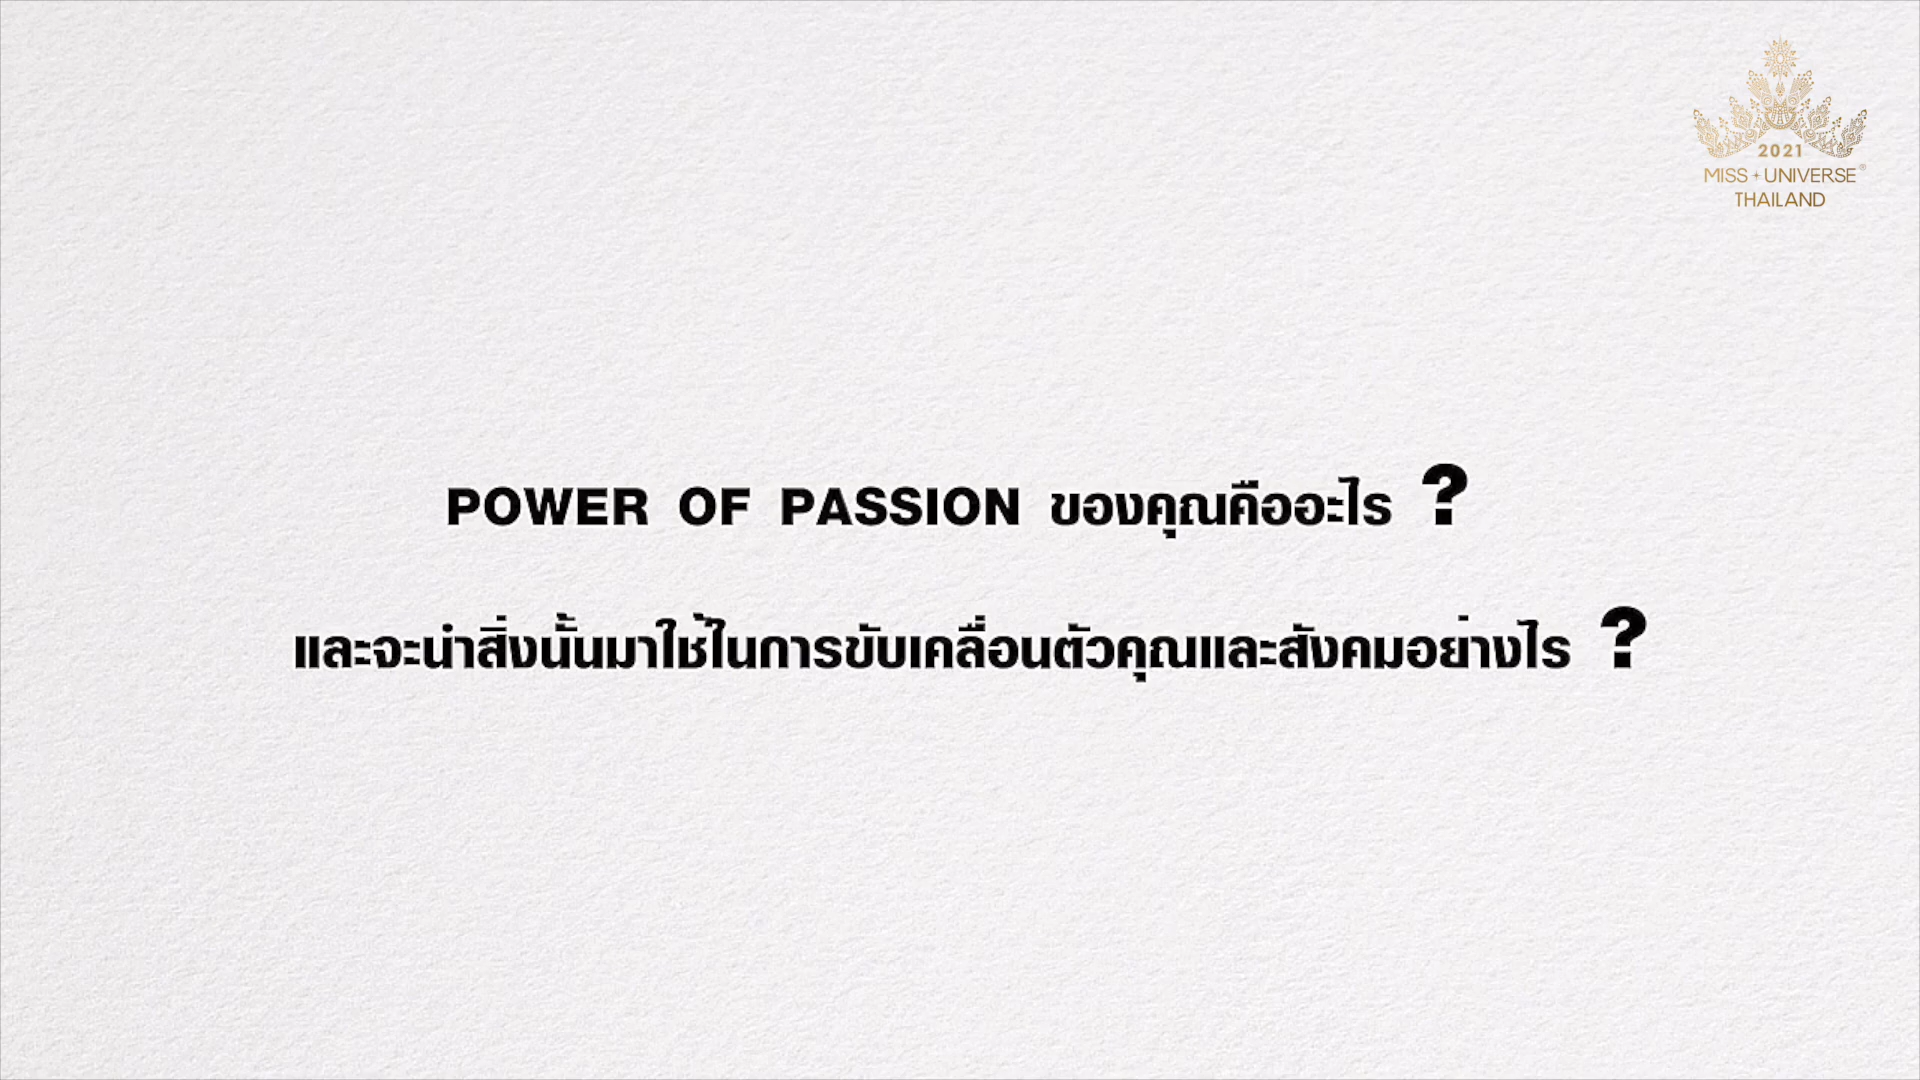 2021
MISS + UNIVERSE®
THAILAND
POWER OF PASSION ของคุณคืออะไร ?
และจะนำสิ่งนั้นมาใช้ในการขับเคลื่อนตัวคุณและสังคมอย่างไร ?